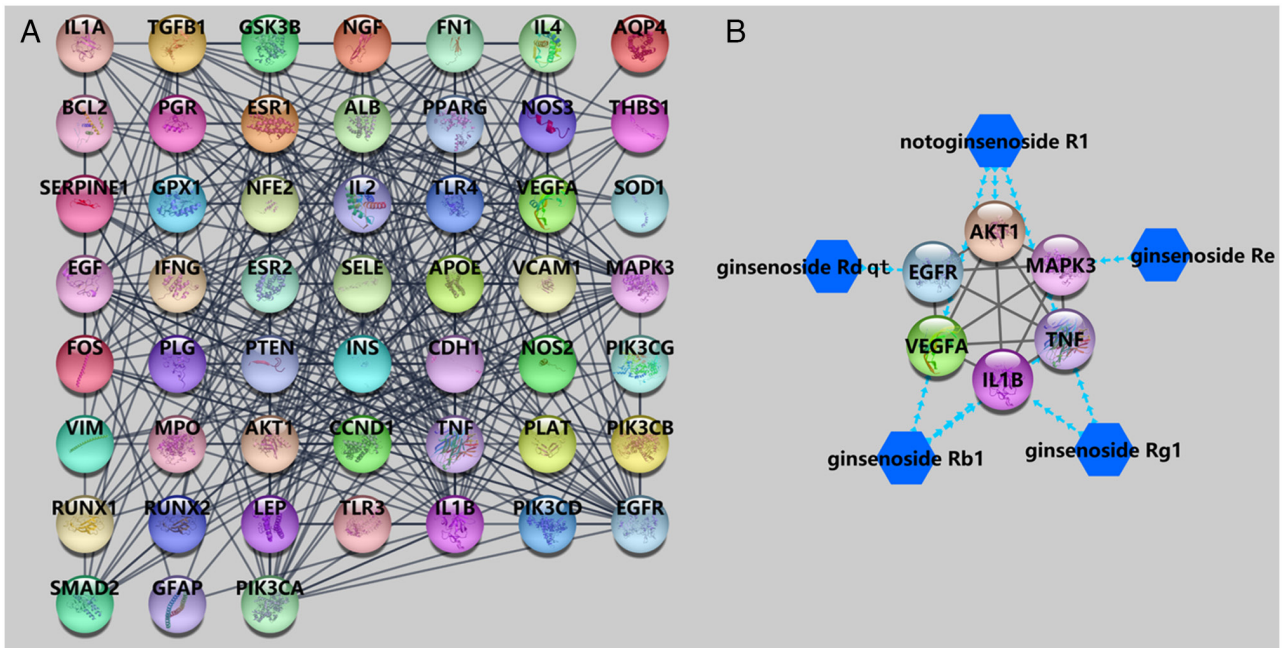 A
IL1A TGFB1 GSK3B NGF FN1 IL4 AQP4
BCL2 PGR ESR1 ALB PPARG NOS3 THBS1
SERPINE1 GPX1 NFE2 IL2 TLR4 VEGFA SOD1
EGF IFNG ESR2 SELE APOE VCAM1 MAPK3
FOS PLG PTEN INS CDH1 NOS2 PIK3CG
VIM MPO AKT1 CCND1 TNF PLAT PIK3CB
RUNX1 RUNX2 LEP TLR3 IL1B PIK3CD EGFR
SMAD2 GFAP PIK3CA
B
notoginsenoside R1
AKT1
ginsenoside Rd qt EGFR MAPK3 ginsenoside Re
VEGFA TNF
IL1B
ginsenoside Rb1 ginsenoside Rg1